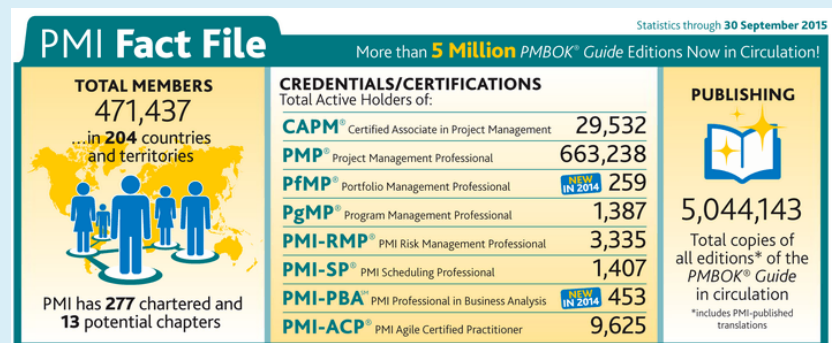 Statistics through 30 September 2015
PMI Fact File
More than 5 Million PMBOK® Guide Editions Now in Circulation!
TOTAL MEMBERS
471,437
...in 204 countries
and territories
PMI has 277 chartered and
13 potential chapters
CREDENTIALS/CERTIFICATIONS
Total Active Holders of:
CAPM® Certified Associate in Project Management 29,532
PMP® Project Management Professional 663,238
PfMP® Portfolio Management Professional NEW IN 2014 259
PgMP® Program Management Professional 1,387
PMI-RMP® PMI Risk Management Professional 3,335
PMI-SP® PMI Scheduling Professional 1,407
PMI-PBA℠ PMI Professional in Business Analysis NEW IN 2014 453
PMI-ACP® PMI Agile Certified Practitioner 9,625
PUBLISHING
5,044,143
Total copies of
all editions* of the
PMBOK® Guide
in circulation
*includes PMI-published
translations